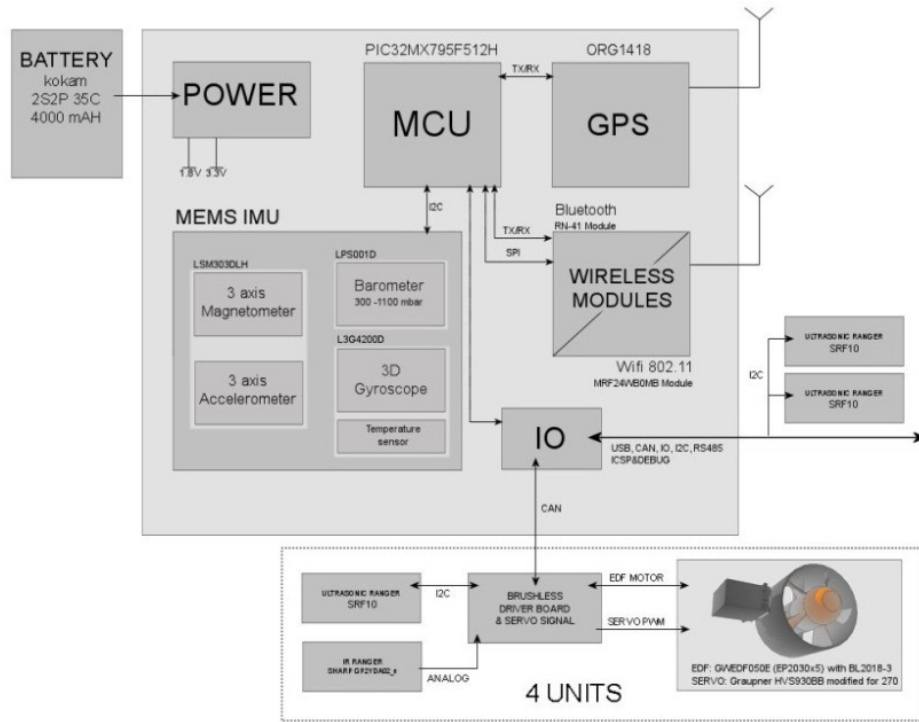 BATTERY
kokam
2S2P 35C
4000 mAH
POWER
1.8V 3.3V
PIC32MX795F512H
MCU
TX/RX
ORG1418
GPS
I2C
TX/RX
SPI
Bluetooth
RN-41 Module
WIRELESS
MODULES
Wifi 802.11
MRF24WB0MB Module
MEMS IMU
LSM303DLH
3 axis
Magnetometer
3 axis
Accelerometer
LPS001D
Barometer
300 -1100 mbar
L3G4200D
3D
Gyroscope
Temperature
sensor
IO
USB, CAN, IO, I2C, RS485
ICSP&DEBUG
I2C
ULTRASONIC RANGER
SRF10
ULTRASONIC RANGER
SRF10
CAN
ULTRASONIC RANGER
SRF10
I2C
IR RANGER
SHARP
ANALOG
BRUSHLESS
DRIVER BOARD
& SERVO SIGNAL
EDF MOTOR
SERVO PWM
EDF: GWEDF050E (EP2030x5) with BL2018-3
SERVO: Graupner HVS930BB modified for 270
4 UNITS